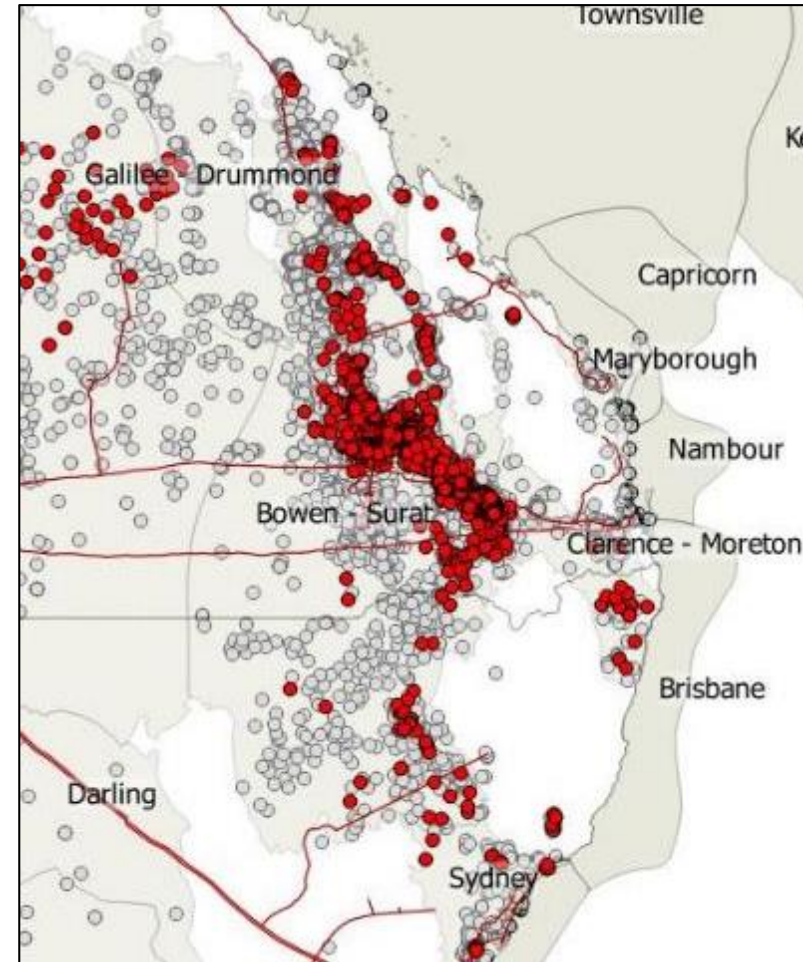 Townsville
Galilee
Drummond
Capricorn
Maryborough
Nambour
Bowen - Surat
Clarence - Moreton
Brisbane
Darling
Sydney